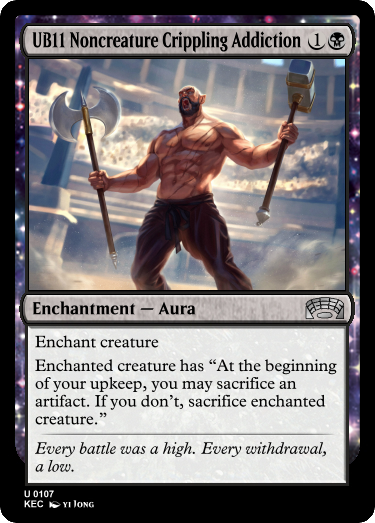 UB11 Noncreature Crippling Addiction 1
Enchantment — Aura
Enchant creature
Enchanted creature has “At the beginning
of your upkeep, you may sacrifice an
artifact. If you don’t, sacrifice enchanted
creature.”
Every battle was a high. Every withdrawal,
a low.
U 0107
KEC YI JONG